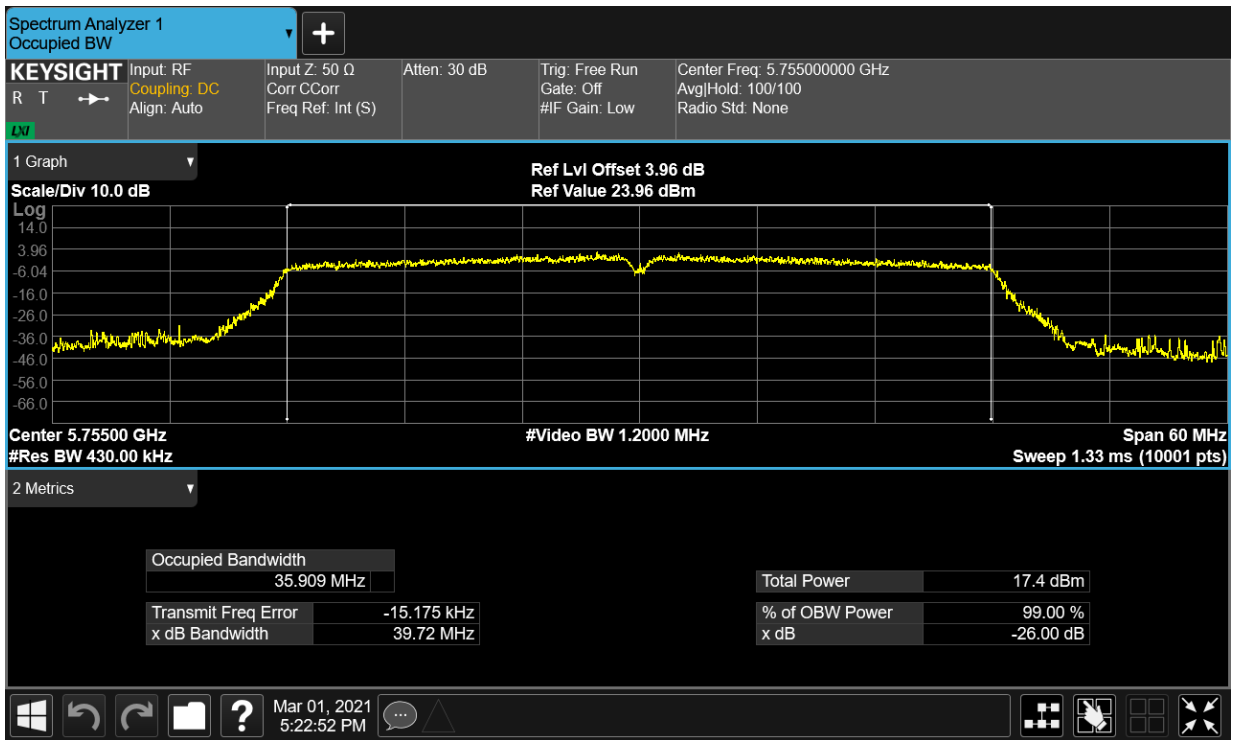 Spectrum Analyzer 1
Occupied BW
+
KEYSIGHT
R T
LXI
Input: RF
Coupling: DC
Align: Auto
Input Z: 50 Ω
Corr CCorr
Freq Ref: Int (S)
Atten: 30 dB
Trig: Free Run
Gate: Off
#IF Gain: Low
Center Freq: 5.755000000 GHz
Avg|Hold: 100/100
Radio Std: None
1 Graph
Scale/Div 10.0 dB
Ref Lvl Offset 3.96 dB
Ref Value 23.96 dBm
Log
14.0
3.96
-6.04
-16.0
-26.0
-36.0
-46.0
-56.0
-66.0
Center 5.75500 GHz
#Video BW 1.2000 MHz
Span 60 MHz
#Res BW 430.00 kHz
Sweep 1.33 ms (10001 pts)
2 Metrics
Occupied Bandwidth
35.909 MHz
Total Power 17.4 dBm
Transmit Freq Error -15.175 kHz
% of OBW Power 99.00 %
x dB Bandwidth 39.72 MHz
x dB -26.00 dB
?
Mar 01, 2021
5:22:52 PM